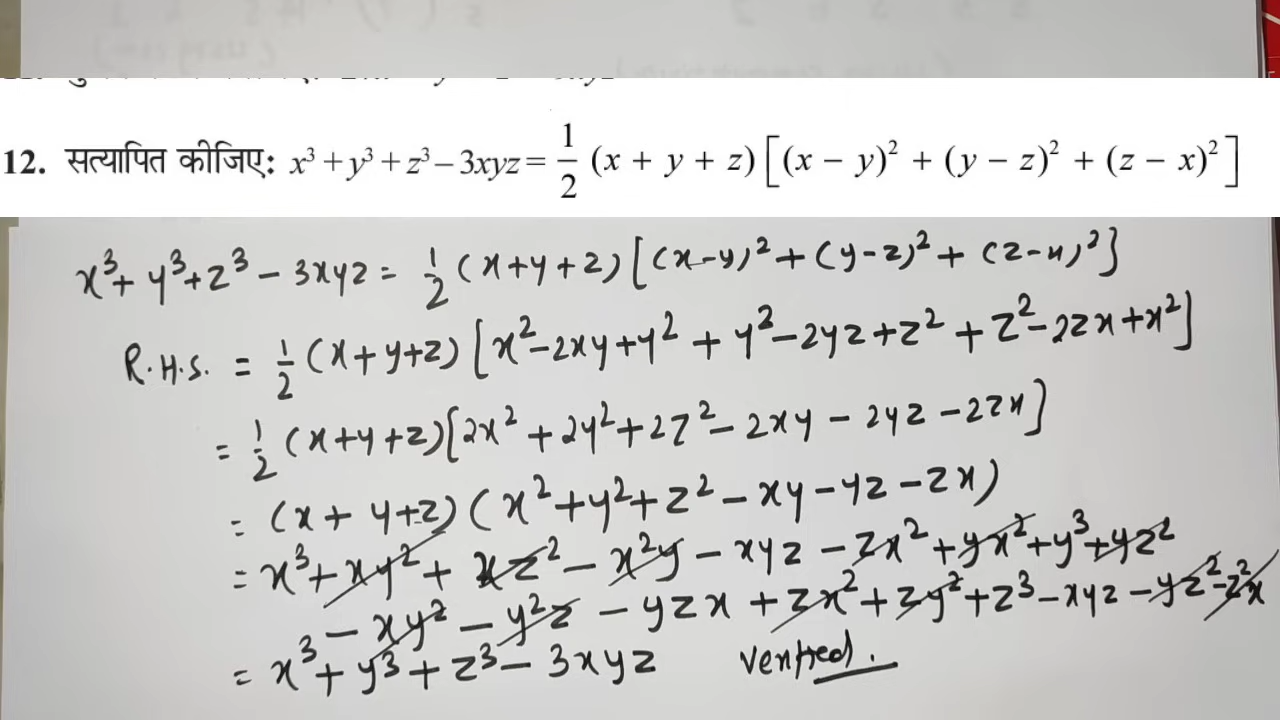 12. सत्यापित कीजिए: x³ + y³ + z³ – 3xyz = 1/2 (x + y + z) [(x – y)² + (y – z)² + (z – x)²]
x³ + y³ + z³ – 3xyz = 1/2 (x+y+z) [(x-y)² + (y-z)² + (z-x)²]
R.H.S. = 1/2 (x+y+z) [x² – 2xy + y² + y² – 2yz + z² + z² – 2zx + x²]
= 1/2 (x+y+z) [2x² + 2y² + 2z² – 2xy – 2yz – 2zx]
= (x + y+z) (x² + y² + z² – xy – yz – zx)
= x³ + xy² + xz² – x²y – xyz – zx² + yx² + y³ + yz²
– xy² – y²z – yzx + zx² + zy² + z³ – xyz – yz² – z²x
= x³ + y³ + z³ – 3xyz verified.